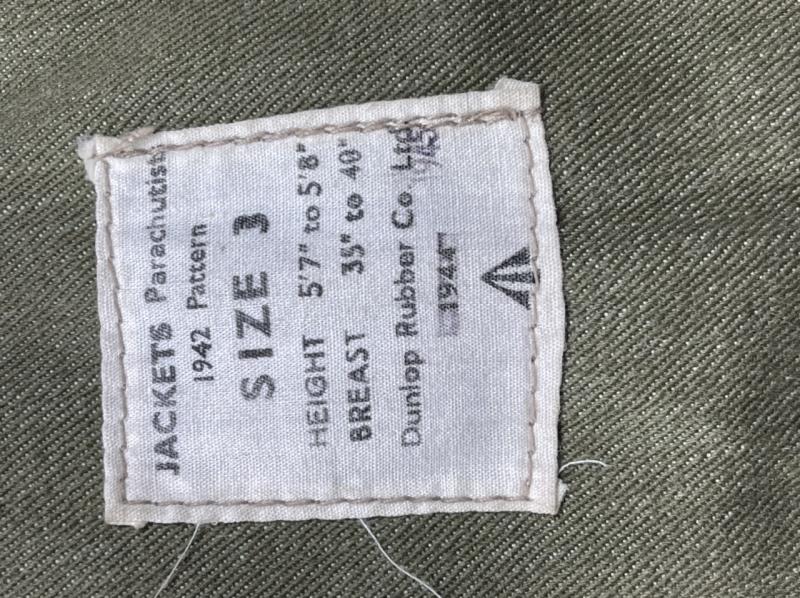 JACKETS Parachutists
1942 Pattern
SIZE 3
HEIGHT 5'7" to 5'8"
BREAST 35" to 40"
Dunlop Rubber Co. Ltd
1944